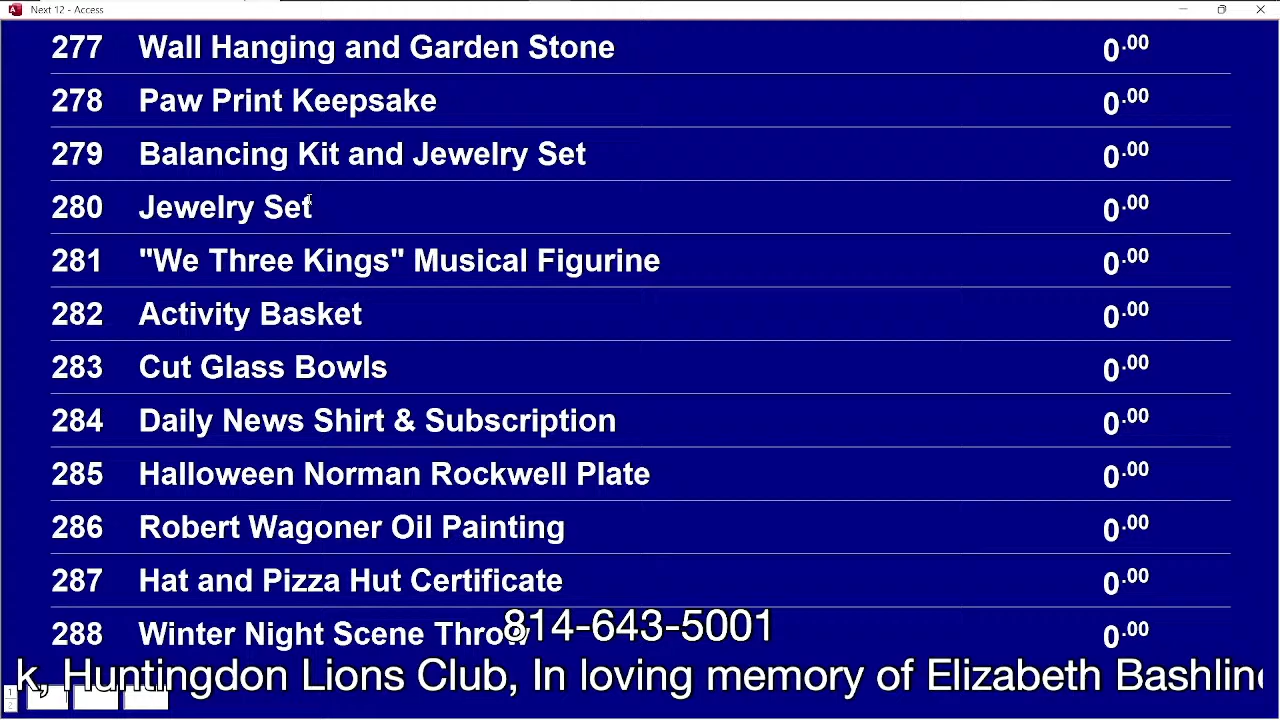 Next 12 - Access
277 Wall Hanging and Garden Stone 0.00
278 Paw Print Keepsake 0.00
279 Balancing Kit and Jewelry Set 0.00
280 Jewelry Set 0.00
281 "We Three Kings" Musical Figurine 0.00
282 Activity Basket 0.00
283 Cut Glass Bowls 0.00
284 Daily News Shirt & Subscription 0.00
285 Halloween Norman Rockwell Plate 0.00
286 Robert Wagoner Oil Painting 0.00
287 Hat and Pizza Hut Certificate 0.00
288 Winter Night Scene Throw 0.00
814-643-5001
k, Huntingdon Lions Club, In loving memory of Elizabeth Bashline
1
2